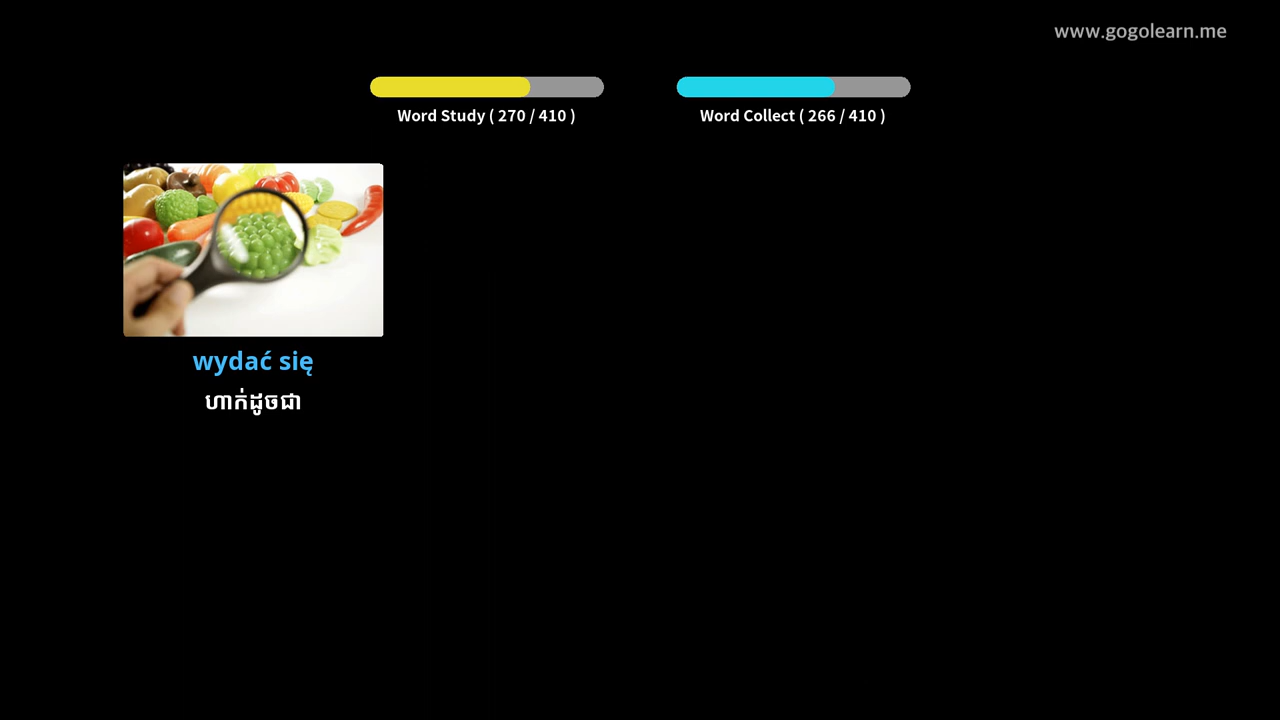 www.gogolearn.me
Word Study ( 270 / 410 )
Word Collect ( 266 / 410 )
wydać się
ហាក់ដូចជា